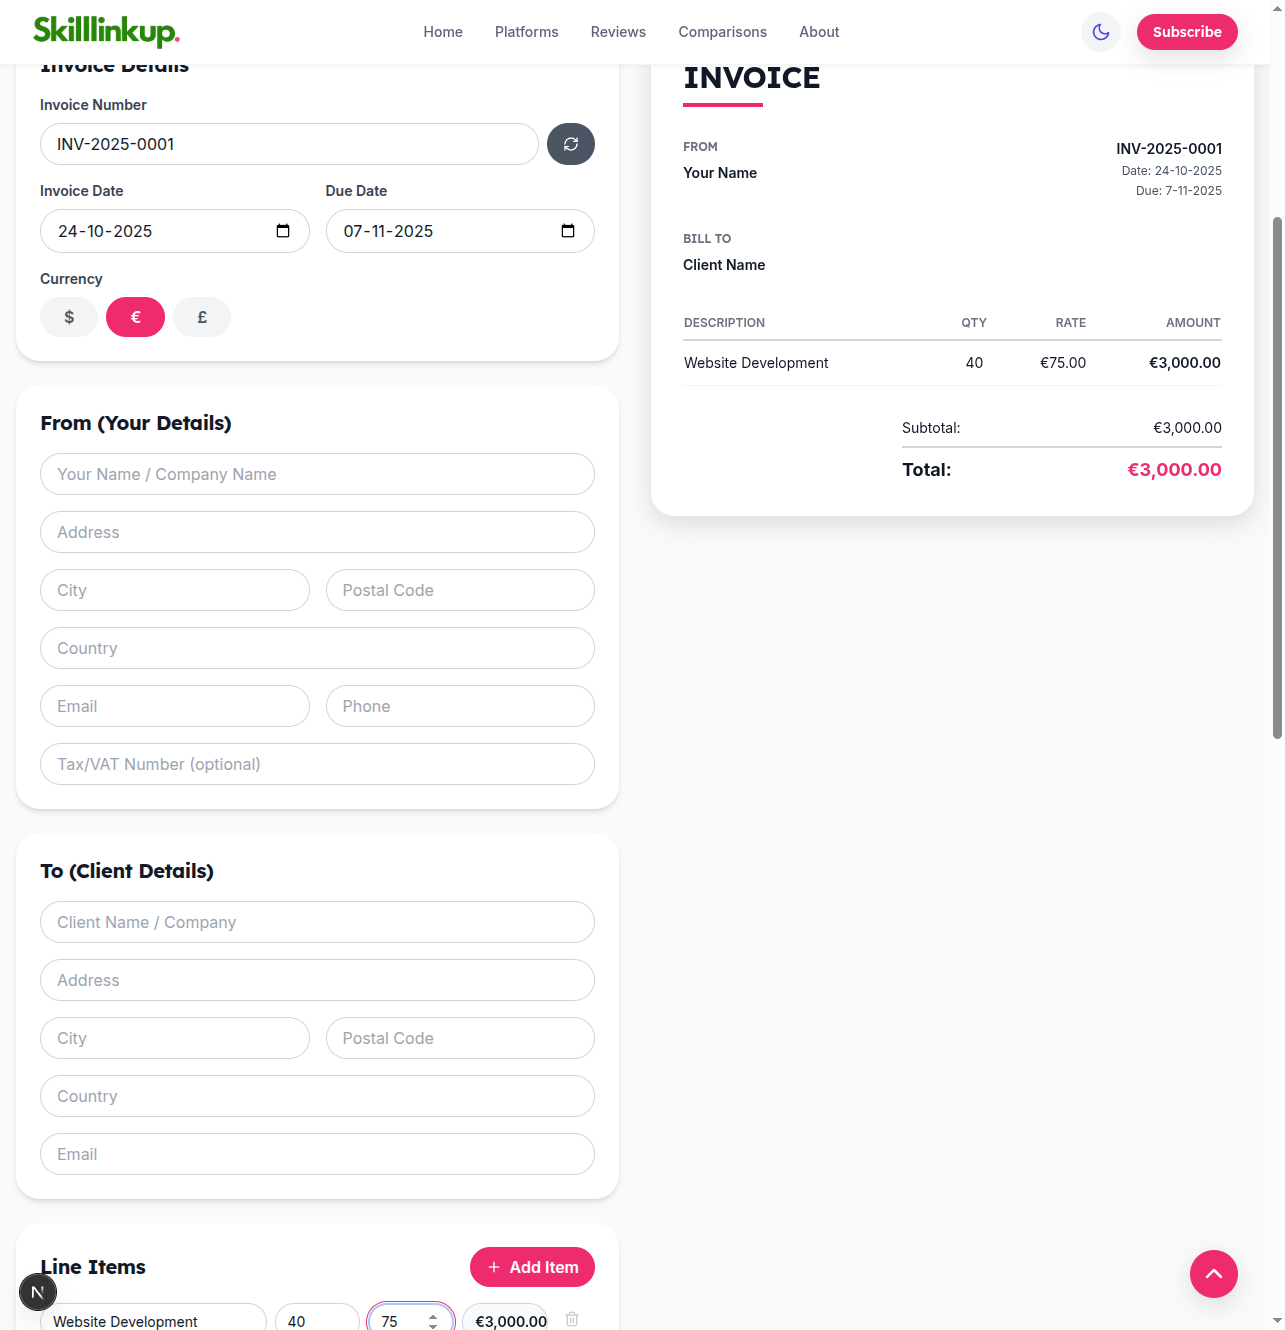 Skilllinkup.
Home Platforms Reviews Comparisons About
Subscribe
Invoice Details
Invoice Number
INV-2025-0001
Invoice Date Due Date
24-10-2025 07-11-2025
Currency
$ € £
From (Your Details)
Your Name / Company Name
Address
City Postal Code
Country
Email Phone
Tax/VAT Number (optional)
To (Client Details)
Client Name / Company
Address
City Postal Code
Country
Email
Line Items
+ Add Item
N
Website Development 40 75 €3,000.00
INVOICE
FROM
Your Name
INV-2025-0001
Date: 24-10-2025
Due: 7-11-2025
BILL TO
Client Name
DESCRIPTION QTY RATE AMOUNT
Website Development 40 €75.00 €3,000.00
Subtotal: €3,000.00
Total: €3,000.00